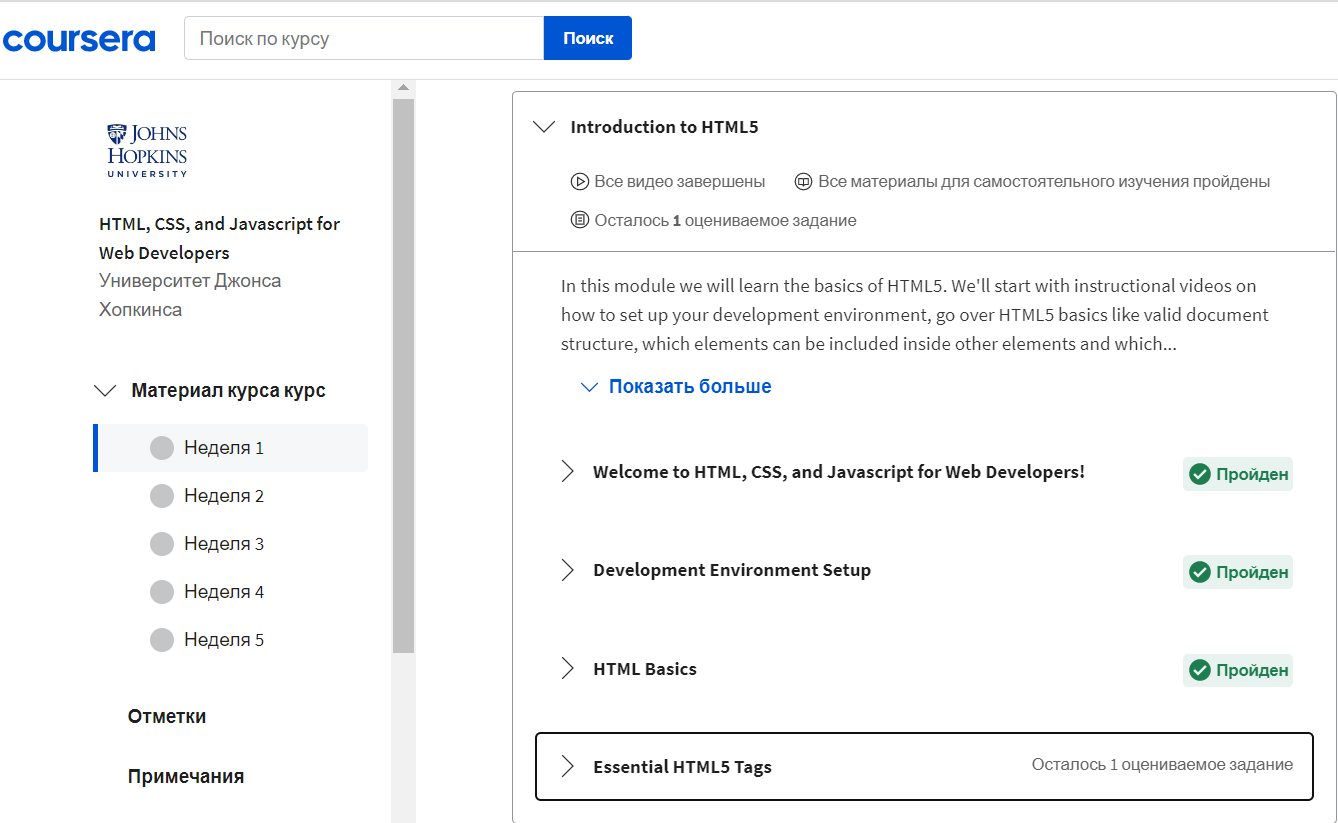 coursera
Поиск по курсу
Поиск
JOHNS
HOPKINS
UNIVERSITY
HTML, CSS, and Javascript for
Web Developers
Университет Джонса
Хопкинса
Материал курса курс
Неделя 1
Неделя 2
Неделя 3
Неделя 4
Неделя 5
Отметки
Примечания
Introduction to HTML5
Все видео завершены
Все материалы для самостоятельного изучения пройдены
Осталось 1 оцениваемое задание
In this module we will learn the basics of HTML5. We'll start with instructional videos on
how to set up your development environment, go over HTML5 basics like valid document
structure, which elements can be included inside other elements and which...
Показать больше
Welcome to HTML, CSS, and Javascript for Web Developers!
Пройден
Development Environment Setup
Пройден
HTML Basics
Пройден
Essential HTML5 Tags
Осталось 1 оцениваемое задание